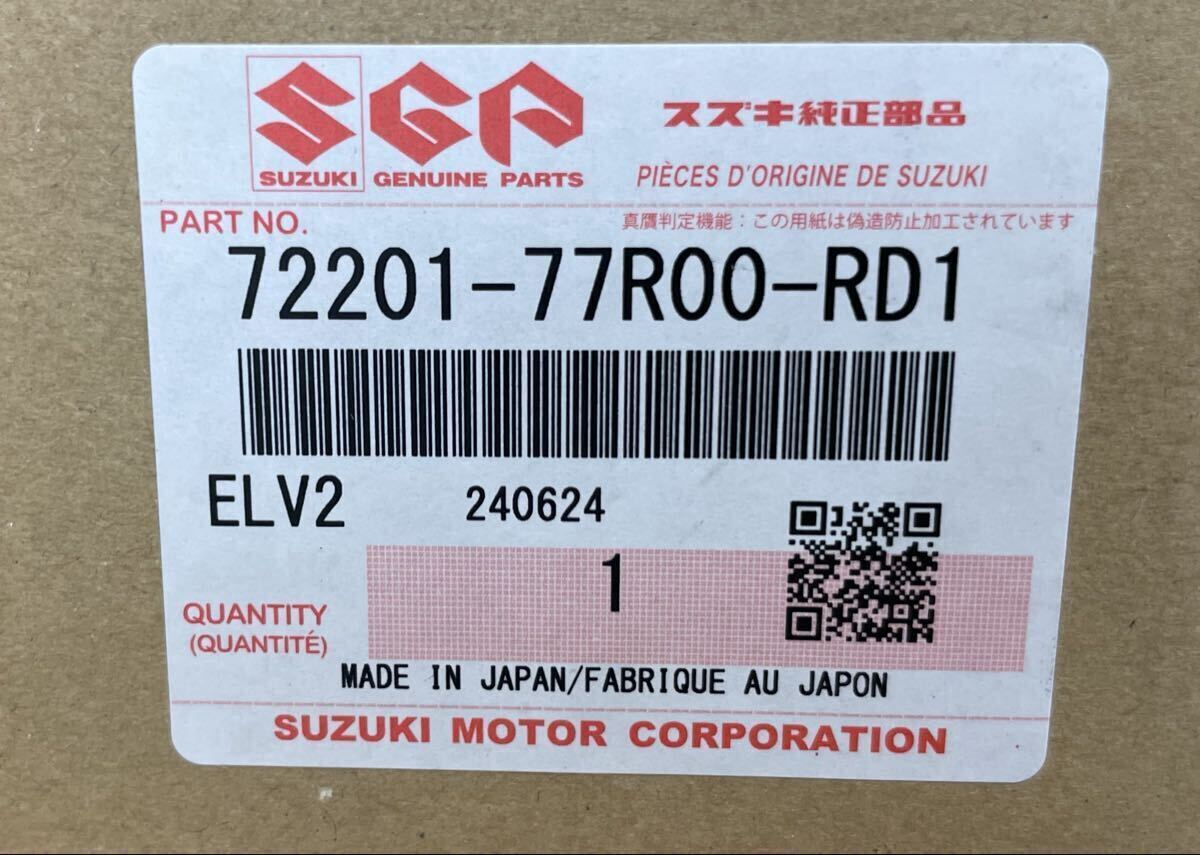 SGP
SUZUKI GENUINE PARTS
スズキ純正部品
PIÈCES D'ORIGINE DE SUZUKI
PART NO.
真贋判定機能：この用紙は偽造防止加工されています
72201-77R00-RD1
ELV2 240624
1
QUANTITY
(QUANTITÉ)
MADE IN JAPAN/FABRIQUE AU JAPON
SUZUKI MOTOR CORPORATION